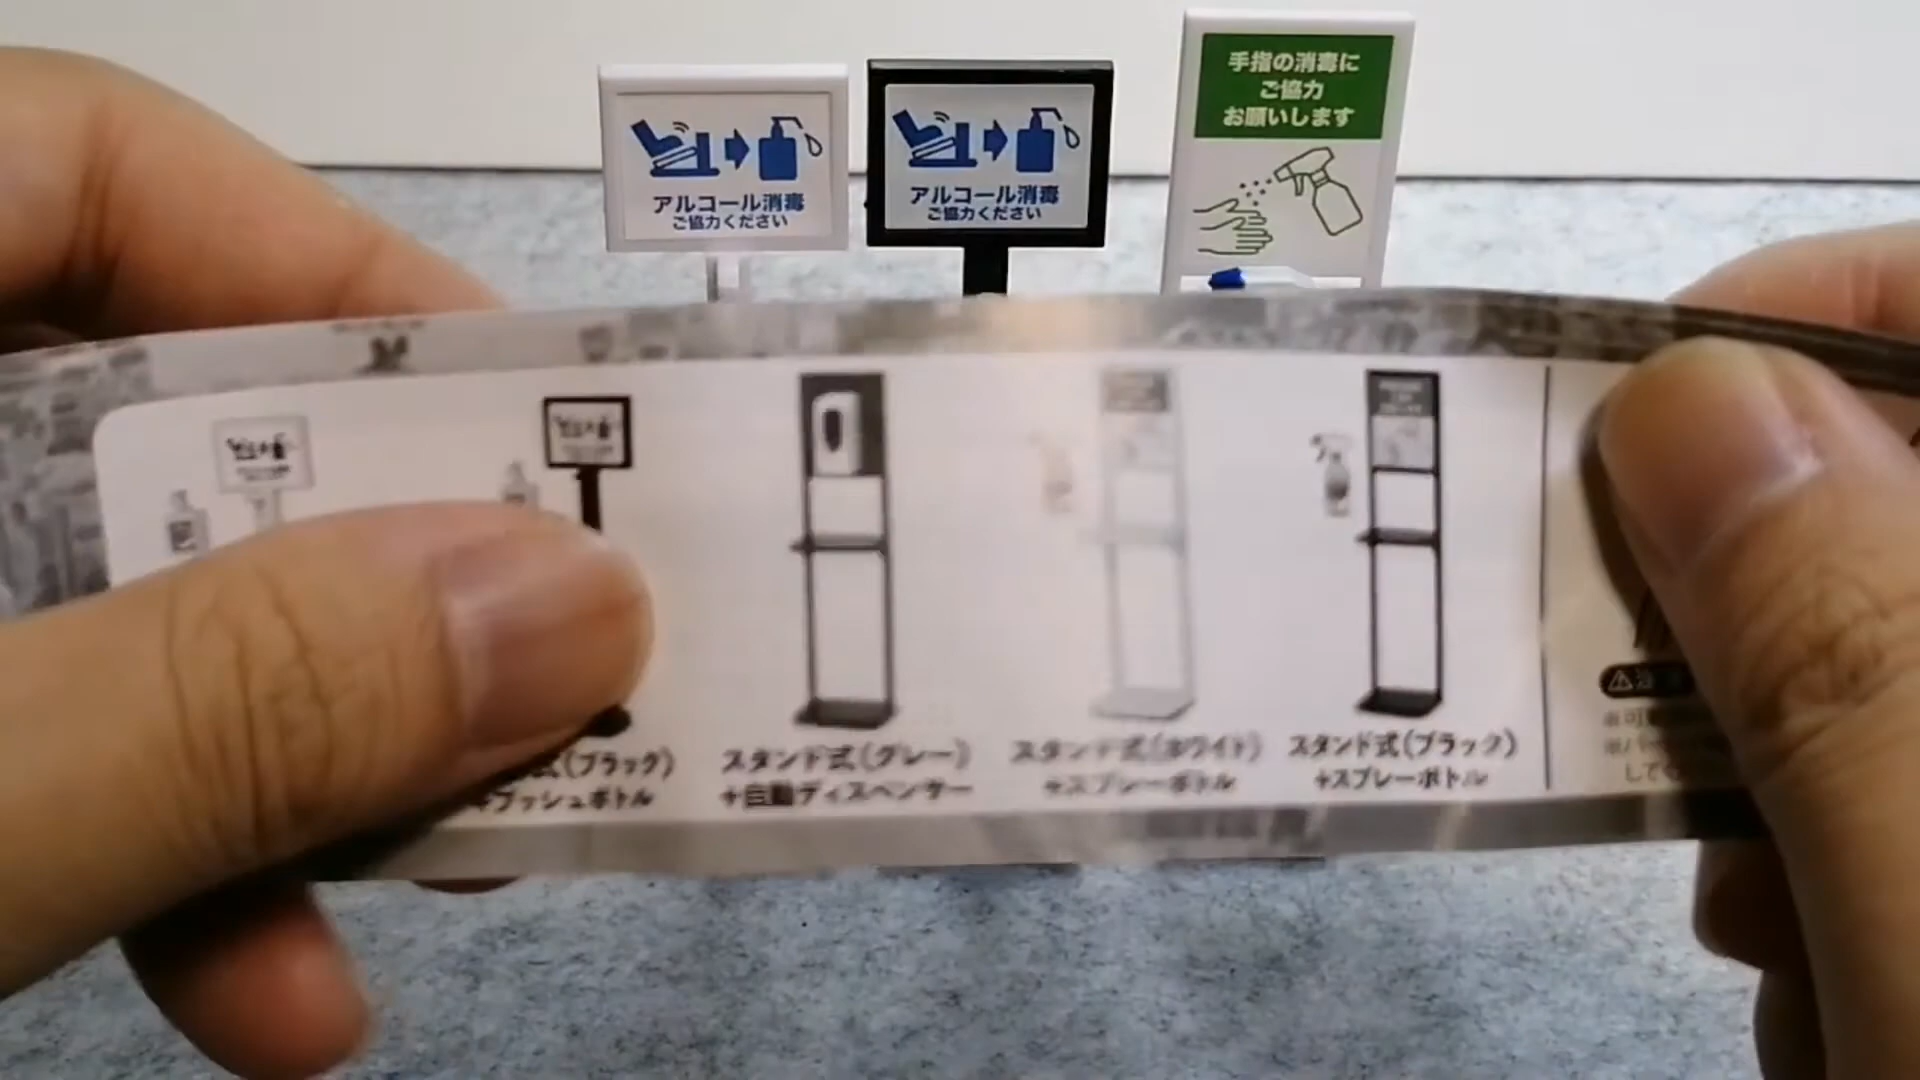 アルコール消毒
ご協力ください
アルコール消毒
ご協力ください
手指の消毒に
ご協力
お願いします
式(ブラック)
+プッシュボトル
スタンド式(グレー)
+自動ディスペンサー
スタンド式(ホワイト)
+スプレーボトル
スタンド式(ブラック)
+スプレーボトル